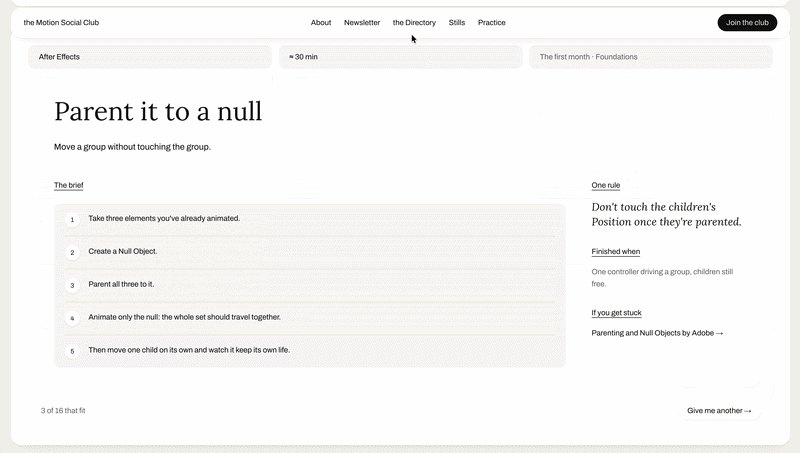 the Motion Social Club
About
Newsletter
the Directory
Stills
Practice
Join the club
After Effects
≈ 30 min
The first month · Foundations
Parent it to a null
Move a group without touching the group.
The brief
1 Take three elements you've already animated.
2 Create a Null Object.
3 Parent all three to it.
4 Animate only the null: the whole set should travel together.
5 Then move one child on its own and watch it keep its own life.
One rule
Don't touch the children's
Position once they're parented.
Finished when
One controller driving a group, children still
free.
If you get stuck
Parenting and Null Objects by Adobe →
3 of 16 that fit
Give me another →